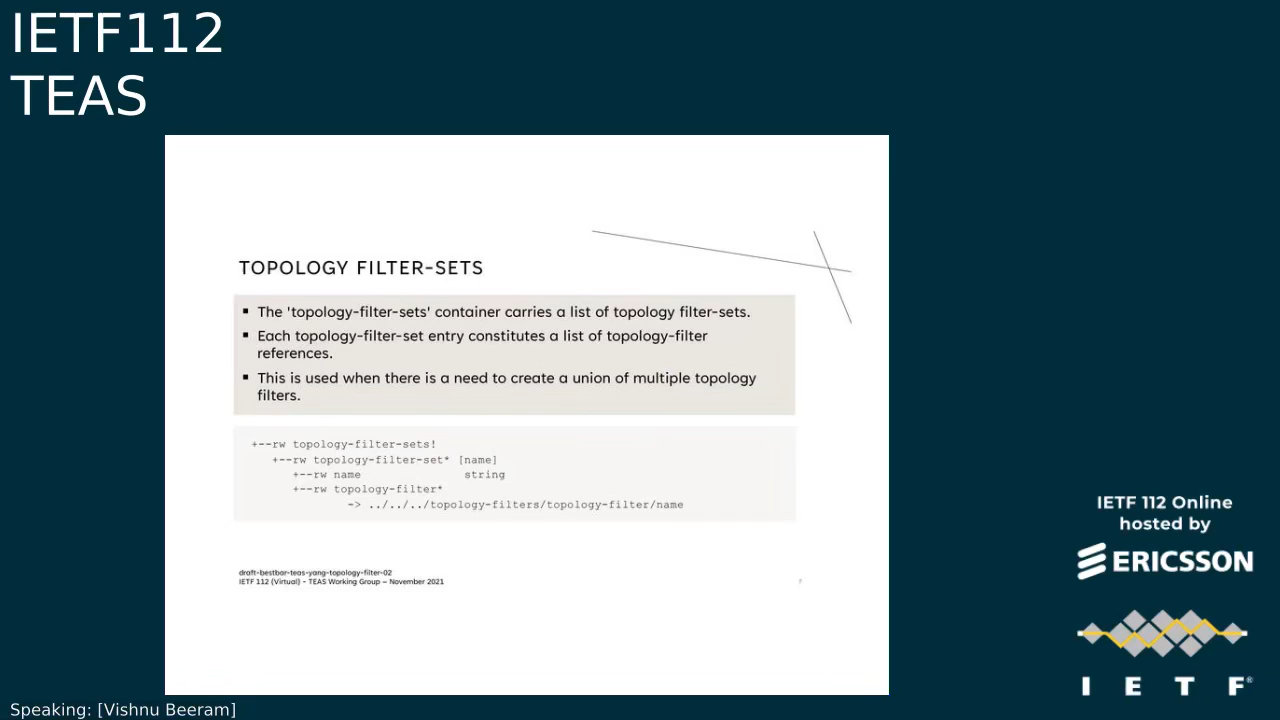 IETF112
TEAS
TOPOLOGY FILTER-SETS
▪ The 'topology-filter-sets' container carries a list of topology filter-sets.
▪ Each topology-filter-set entry constitutes a list of topology-filter
references.
▪ This is used when there is a need to create a union of multiple topology
filters.
+--rw topology-filter-sets!
+--rw topology-filter-set* [name]
+--rw name string
+--rw topology-filter*
-> ../../../topology-filters/topology-filter/name
draft-bestbar-teas-yang-topology-filter-02
IETF 112 (Virtual) - TEAS Working Group – November 2021
IETF 112 Online
hosted by
ERICSSON
I E T F®
Speaking: [Vishnu Beeram]